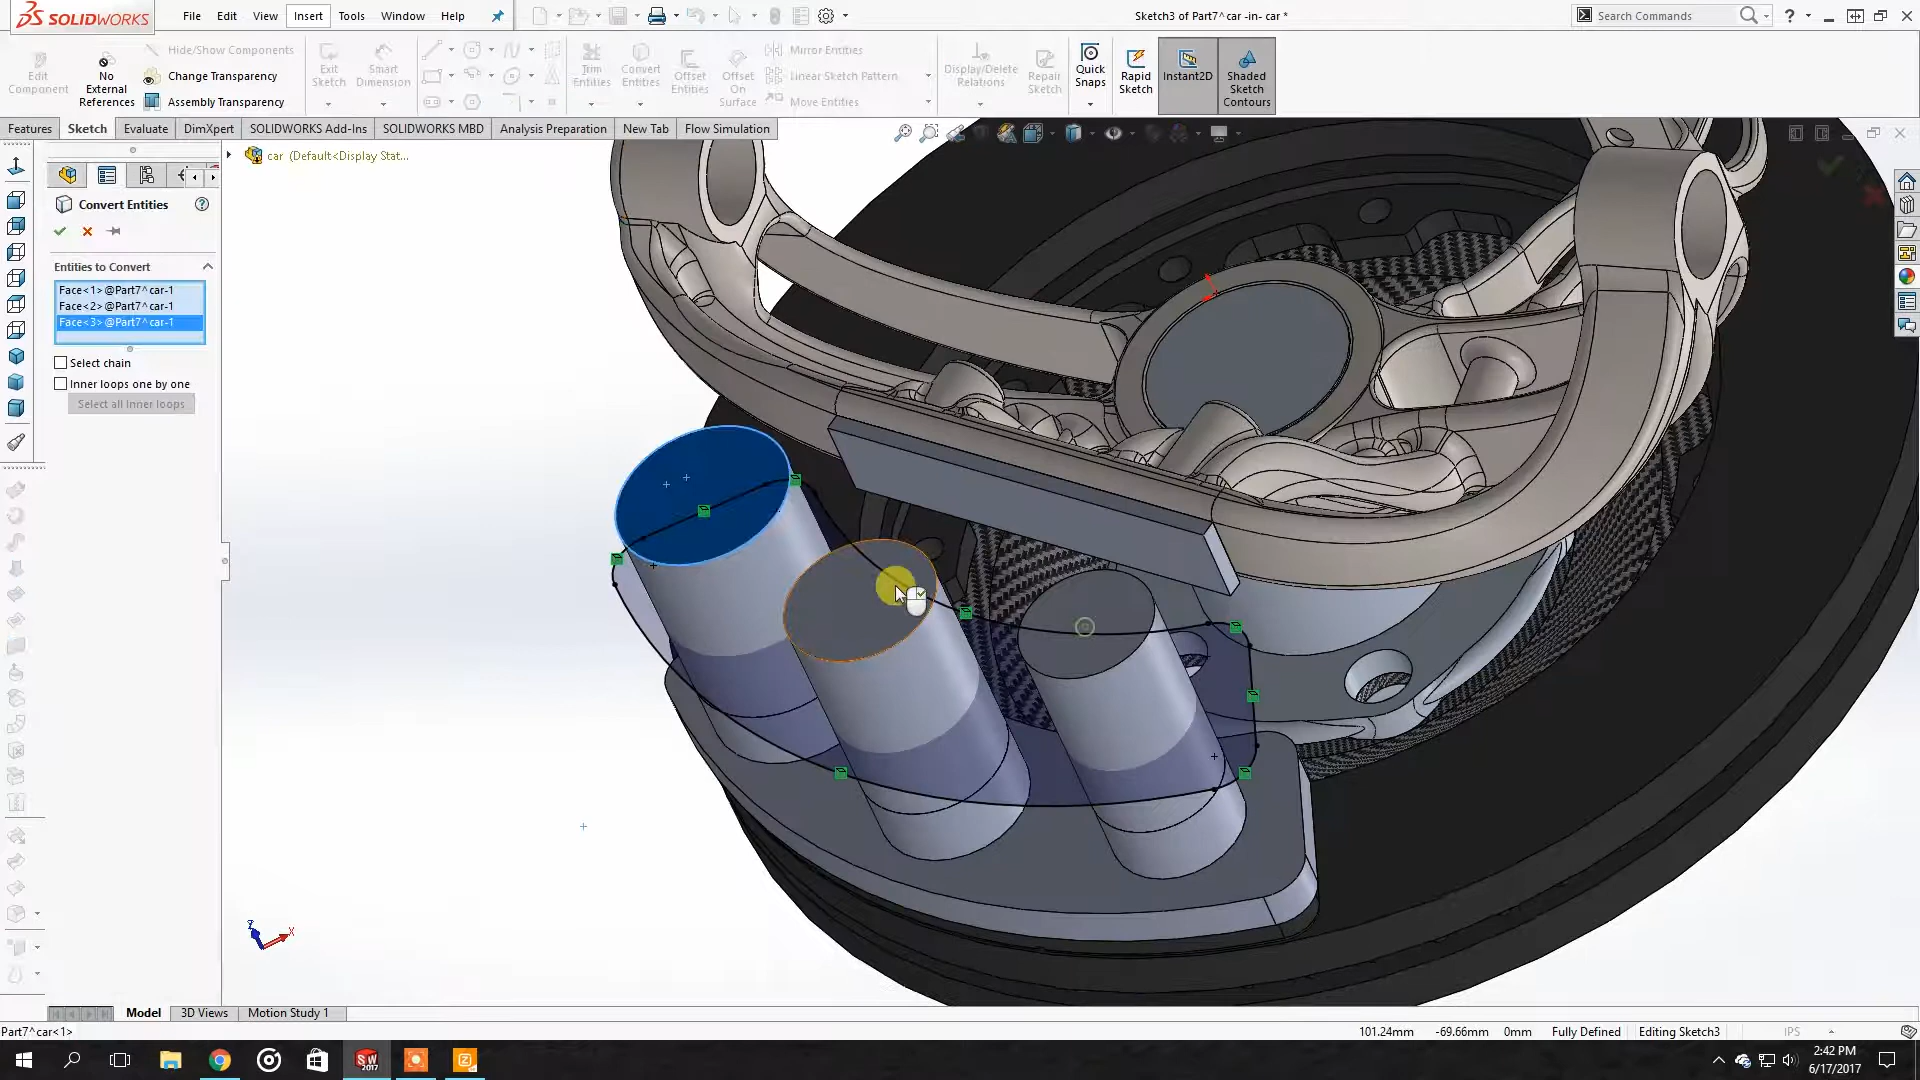 SOLIDWORKS
File Edit View Insert Tools Window Help
Sketch3 of Part7^car -in- car *
Search Commands
Edit Component
No External References
Hide/Show Components
Change Transparency
Assembly Transparency
Exit Sketch
Smart Dimension
Trim Entities
Convert Entities
Offset Entities
Offset On Surface
Mirror Entities
Linear Sketch Pattern
Move Entities
Display/Delete Relations
Repair Sketch
Quick Snaps
Rapid Sketch
Instant2D
Shaded Sketch Contours
Features Sketch Evaluate DimXpert SOLIDWORKS Add-Ins SOLIDWORKS MBD Analysis Preparation New Tab Flow Simulation
car (Default<Display Stat...
Convert Entities
Entities to Convert
Face<1>@Part7^car-1
Face<2>@Part7^car-1
Face<3>@Part7^car-1
Select chain
Inner loops one by one
Select all Inner loops
Z
X
Model 3D Views Motion Study 1
Part7^car<1>
101.24mm -69.66mm 0mm Fully Defined Editing Sketch3 IPS
SW 2017
2:42 PM
6/17/2017